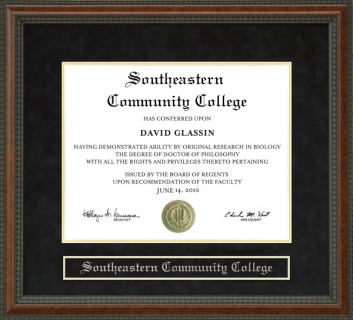 Southeastern
Community College
HAS CONFERRED UPON
DAVID GLASSIN
HAVING DEMONSTRATED ABILITY BY ORIGINAL RESEARCH IN BIOLOGY
THE DEGREE OF DOCTOR OF PHILOSOPHY
WITH ALL THE RIGHTS AND PRIVILEGES THERETO PERTAINING
ISSUED BY THE BOARD OF REGENTS
UPON RECOMMENDATION OF THE FACULTY
JUNE 14, 2010
PROVOST
PRESIDENT
Southeastern Community College